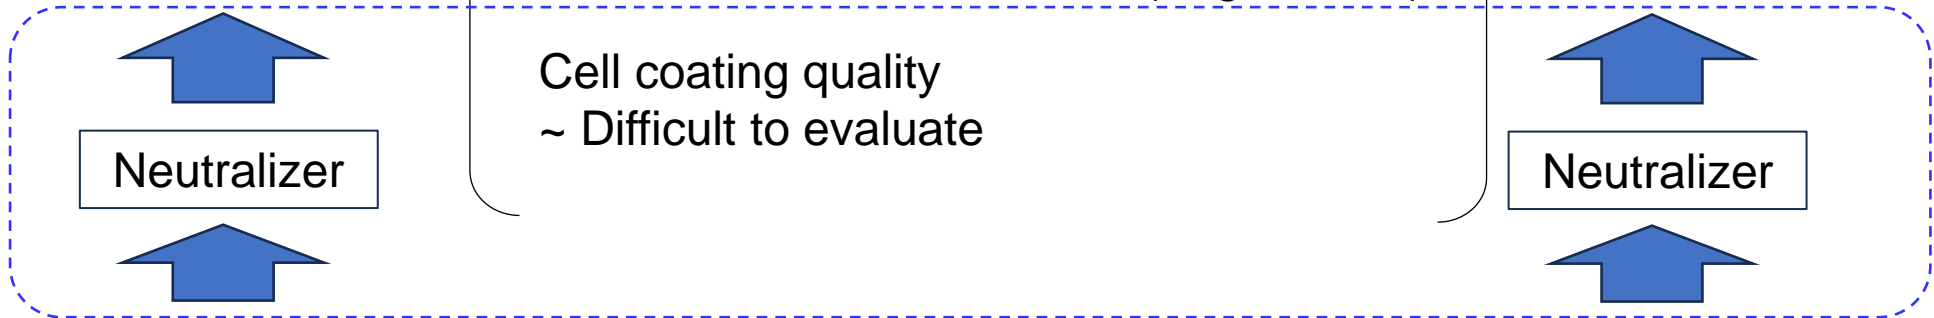 Cell coating quality
~ Difficult to evaluate
Neutralizer
Neutralizer